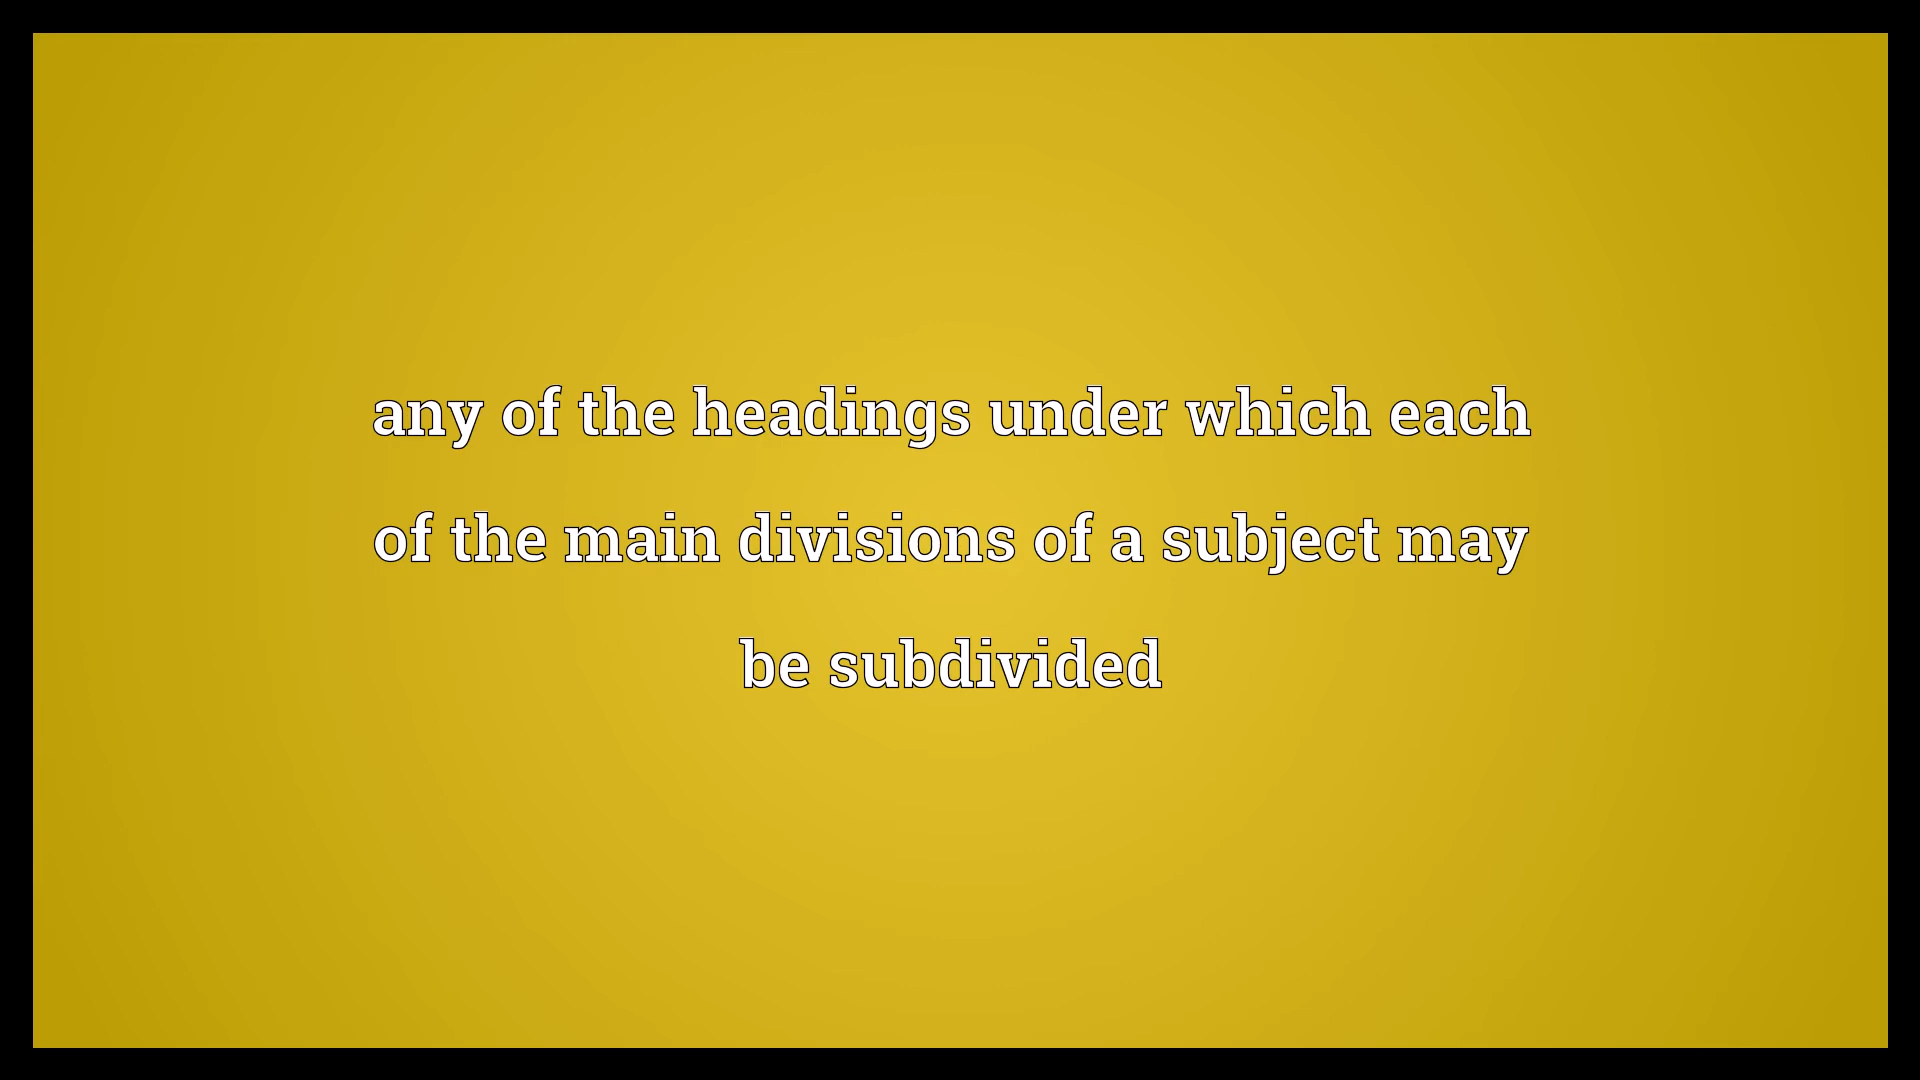 any of the headings under which each
of the main divisions of a subject may
be subdivided